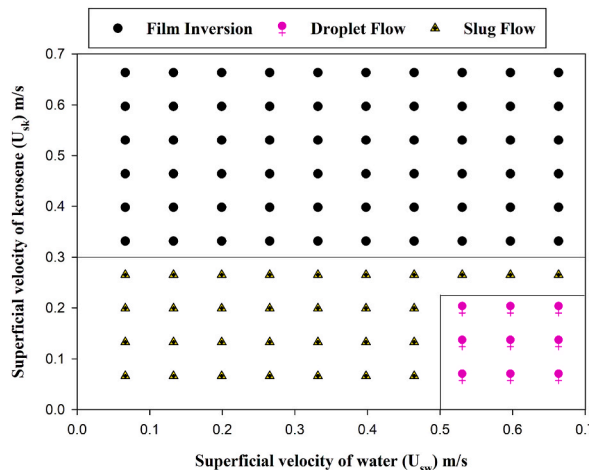 Film Inversion Droplet Flow Slug Flow
Superficial velocity of kerosene (Usk) m/s
0.7
0.6
0.5
0.4
0.3
0.2
0.1
0.0
0.0 0.1 0.2 0.3 0.4 0.5 0.6 0.7
Superficial velocity of water (Usw) m/s